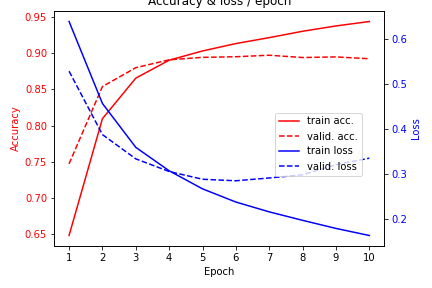 Accuracy & loss / epoch
0.95
0.90
0.85
0.80
0.75
0.70
0.65
Accuracy
0.6
0.5
0.4
0.3
0.2
Loss
train acc.
valid. acc.
train loss
valid. loss
1 2 3 4 5 6 7 8 9 10
Epoch